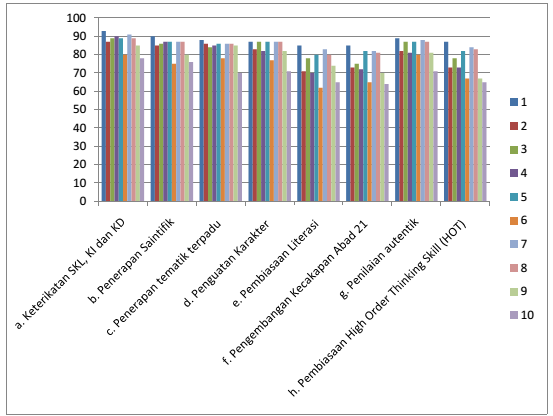 100
90
80
70
60
50
40
30
20
10
0
a. Keterikatan SKL, KI dan KD
b. Penerapan Saintifik
c. Penerapan tematik terpadu
d. Penguatan Karakter
e. Pembiasaan Literasi
f. Pengembangan Kecakapan Abad 21
g. Penilaian autentik
h. Pembiasaan High Order Thinking Skill (HOT)
1
2
3
4
5
6
7
8
9
10